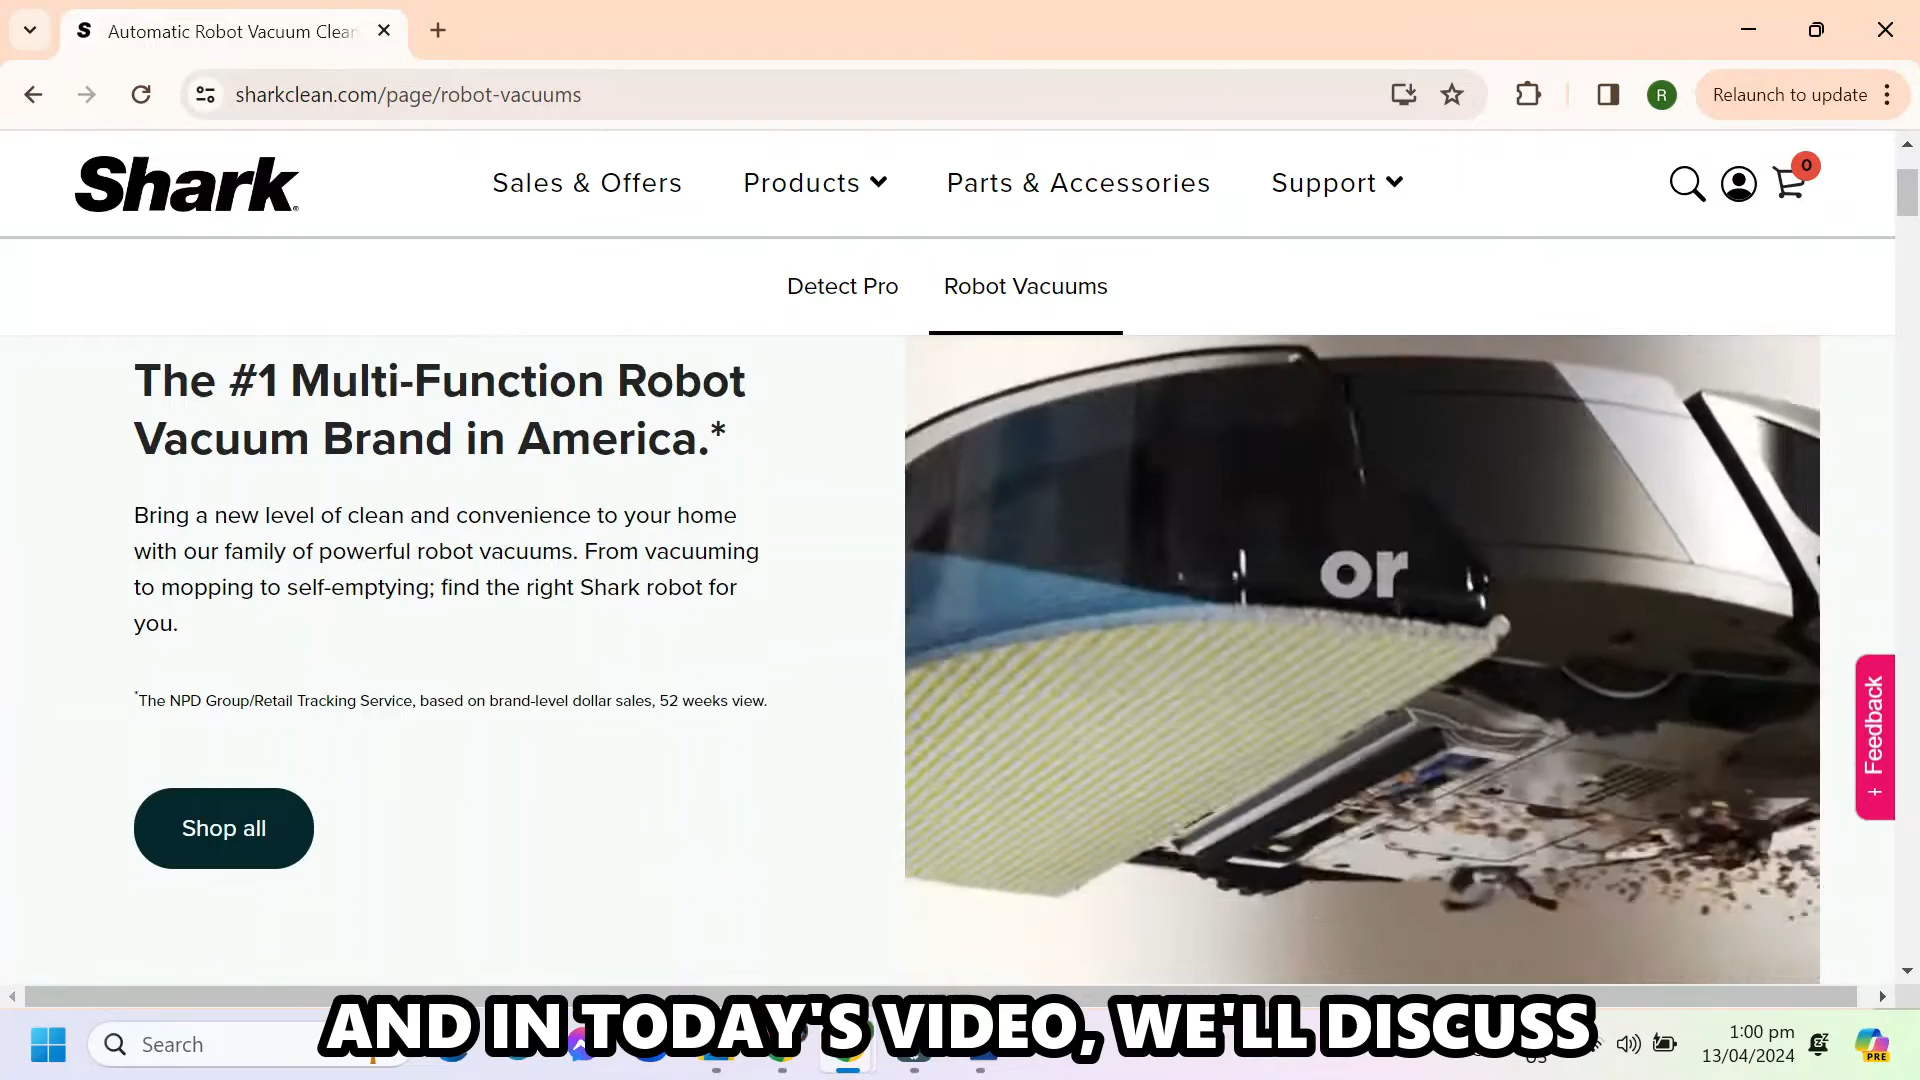 Automatic Robot Vacuum Clean
sharkclean.com/page/robot-vacuums
R
Relaunch to update
Shark
Sales & Offers
Products
Parts & Accessories
Support
0
Detect Pro
Robot Vacuums
The #1 Multi-Function Robot
Vacuum Brand in America.*
Bring a new level of clean and convenience to your home
with our family of powerful robot vacuums. From vacuuming
to mopping to self-emptying; find the right Shark robot for
you.
*The NPD Group/Retail Tracking Service, based on brand-level dollar sales, 52 weeks view.
Shop all
or
+ Feedback
AND IN TODAY'S VIDEO, WE'LL DISCUSS
Search
1:00 pm
13/04/2024
PRE